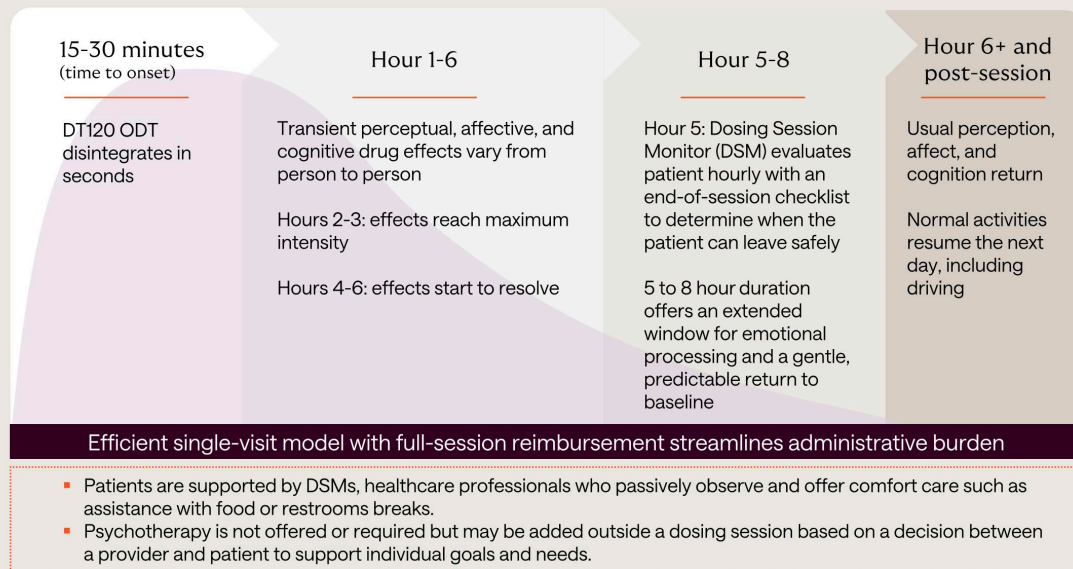 15-30 minutes
(time to onset)
DT120 ODT
disintegrates in
seconds
Hour 1-6
Transient perceptual, affective, and
cognitive drug effects vary from
person to person
Hours 2-3: effects reach maximum
intensity
Hours 4-6: effects start to resolve
Hour 5-8
Hour 5: Dosing Session
Monitor (DSM) evaluates
patient hourly with an
end-of-session checklist
to determine when the
patient can leave safely
5 to 8 hour duration
offers an extended
window for emotional
processing and a gentle,
predictable return to
baseline
Hour 6+ and
post-session
Usual perception,
affect, and
cognition return
Normal activities
resume the next
day, including
driving
Efficient single-visit model with full-session reimbursement streamlines administrative burden
▪ Patients are supported by DSMs, healthcare professionals who passively observe and offer comfort care such as
assistance with food or restrooms breaks.
▪ Psychotherapy is not offered or required but may be added outside a dosing session based on a decision between
a provider and patient to support individual goals and needs.